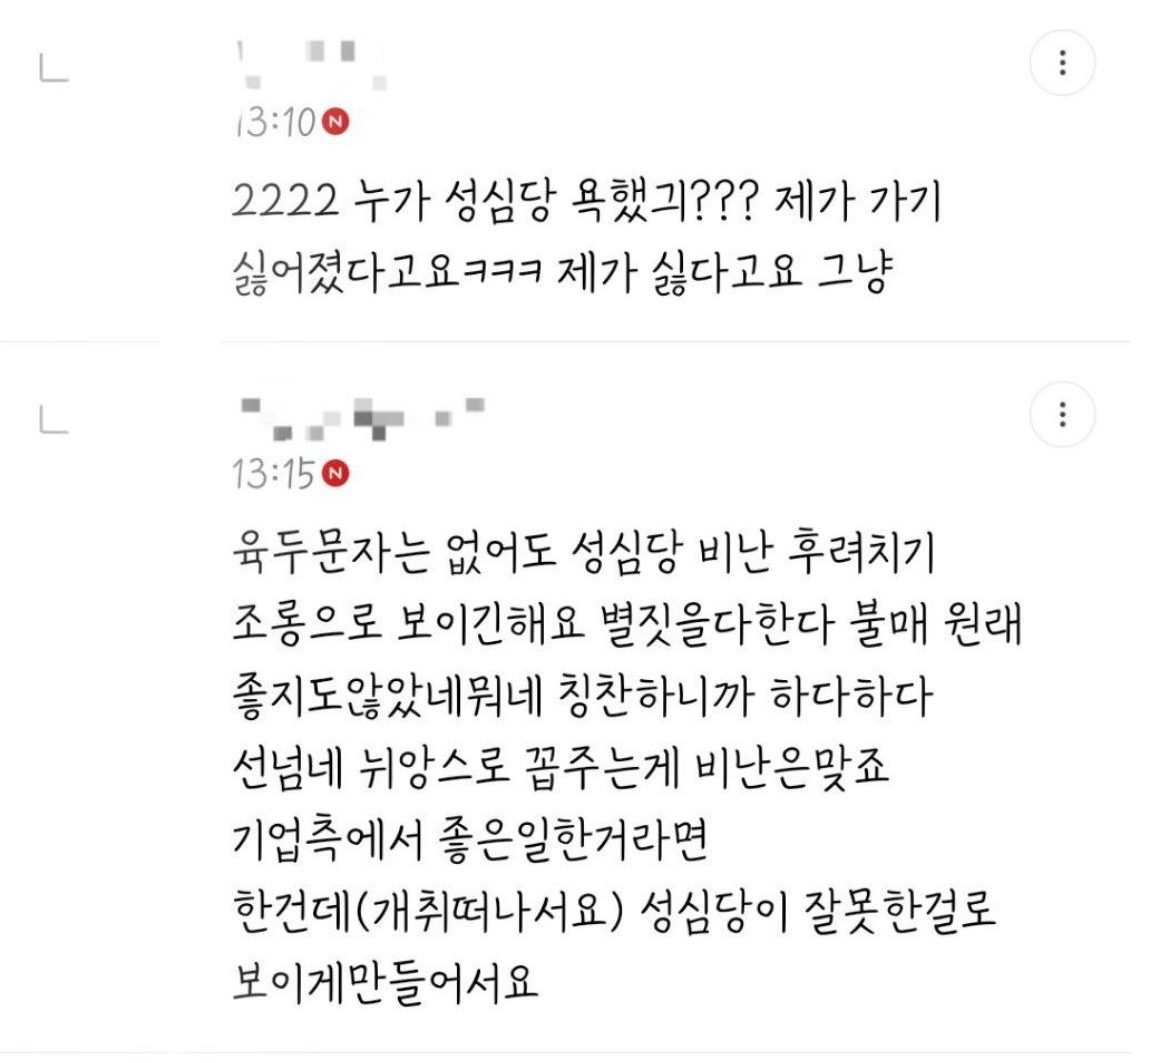 13:10 N
2222 누가 성심당 욕했긔??? 제가 가기
싫어졌다고요ㅋㅋㅋ 제가 싫다고요 그냥
13:15 N
육두문자는 없어도 성심당 비난 후려치기
조롱으로 보이긴해요 별짓을다한다 불매 원래
좋지도않았네뭐네 칭찬하니까 하다하다
선넘네 뉘앙스로 꼽주는게 비난은맞죠
기업측에서 좋은일한거라면
한건데(개취떠나서요) 성심당이 잘못한걸로
보이게만들어서요